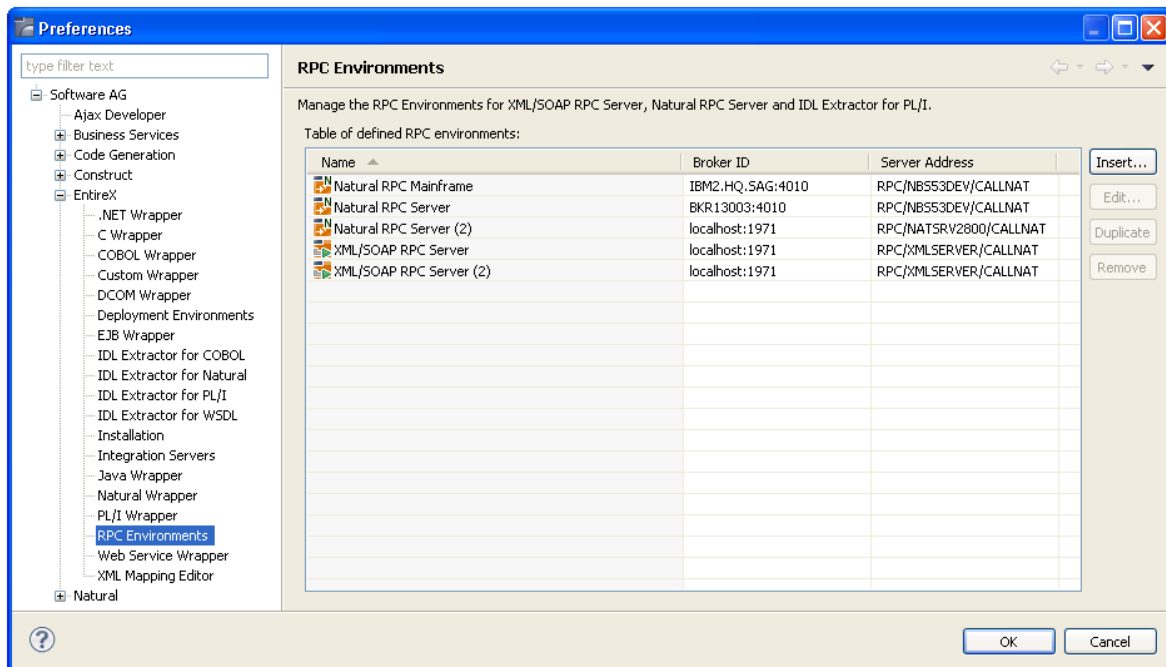 Preferences
type filter text
Software AG
Ajax Developer
Business Services
Code Generation
Construct
EntireX
.NET Wrapper
C Wrapper
COBOL Wrapper
Custom Wrapper
DCOM Wrapper
Deployment Environments
EJB Wrapper
IDL Extractor for COBOL
IDL Extractor for Natural
IDL Extractor for PL/I
IDL Extractor for WSDL
Installation
Integration Servers
Java Wrapper
Natural Wrapper
PL/I Wrapper
RPC Environments
Web Service Wrapper
XML Mapping Editor
Natural
RPC Environments
Manage the RPC Environments for XML/SOAP RPC Server, Natural RPC Server and IDL Extractor for PL/I.
Table of defined RPC environments:
Name Broker ID Server Address
Natural RPC Mainframe IBM2.HQ.SAG:4010 RPC/NBS53DEV/CALLNAT
Natural RPC Server BKR13003:4010 RPC/NBS53DEV/CALLNAT
Natural RPC Server (2) localhost:1971 RPC/NATSRV2800/CALLNAT
XML/SOAP RPC Server localhost:1971 RPC/XMLSERVER/CALLNAT
XML/SOAP RPC Server (2) localhost:1971 RPC/XMLSERVER/CALLNAT
Insert...
Edit...
Duplicate
Remove
OK Cancel